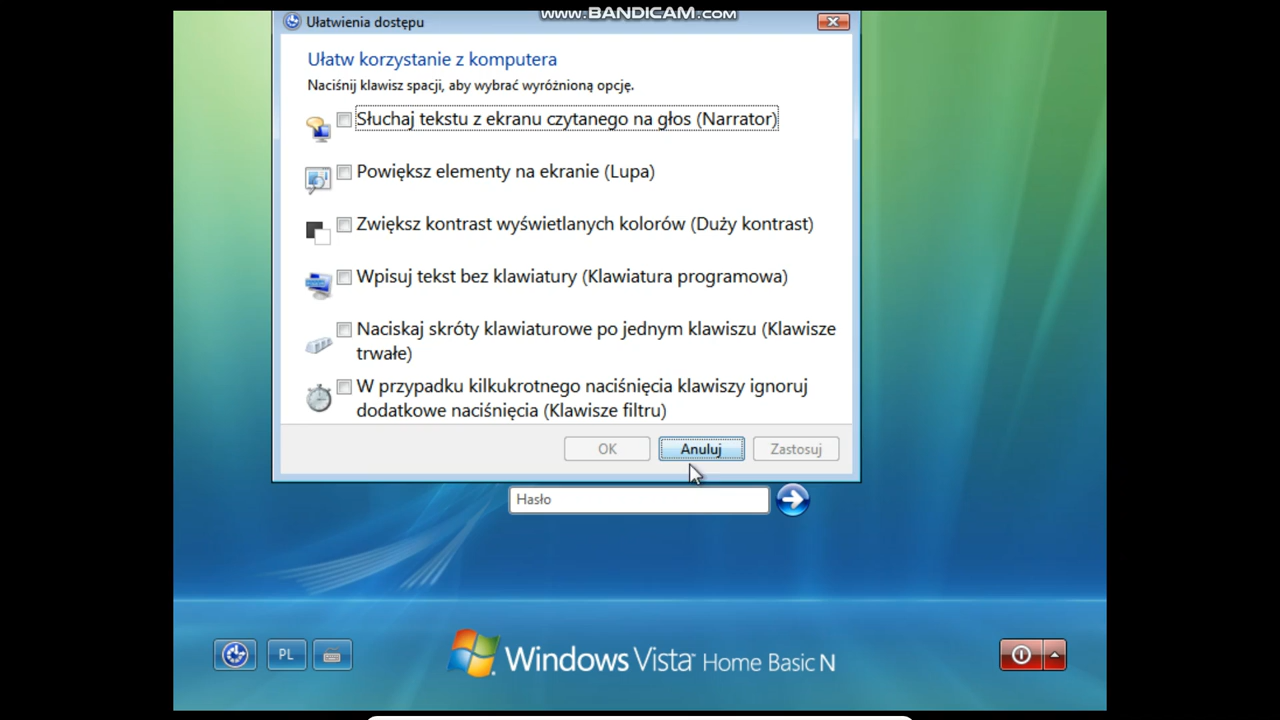 www.BANDICAM.com
Ułatwienia dostępu
Ułatw korzystanie z komputera
Naciśnij klawisz spacji, aby wybrać wyróżnioną opcję.
Słuchaj tekstu z ekranu czytanego na głos (Narrator)
Powiększ elementy na ekranie (Lupa)
Zwiększ kontrast wyświetlanych kolorów (Duży kontrast)
Wpisuj tekst bez klawiatury (Klawiatura programowa)
Naciskaj skróty klawiaturowe po jednym klawiszu (Klawisze
trwałe)
W przypadku kilkukrotnego naciśnięcia klawiszy ignoruj
dodatkowe naciśnięcia (Klawisze filtru)
OK Anuluj Zastosuj
Hasło
PL
Windows Vista™ Home Basic N